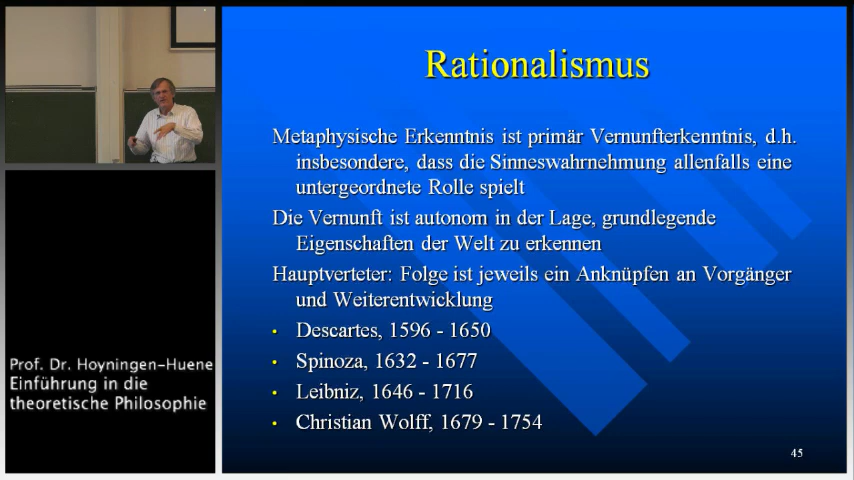 Rationalismus
Metaphysische Erkenntnis ist primär Vernunfterkenntnis, d.h.
insbesondere, dass die Sinneswahrnehmung allenfalls eine
untergeordnete Rolle spielt
Die Vernunft ist autonom in der Lage, grundlegende
Eigenschaften der Welt zu erkennen
Hauptverteter: Folge ist jeweils ein Anknüpfen an Vorgänger
und Weiterentwicklung
• Descartes, 1596 - 1650
• Spinoza, 1632 - 1677
• Leibniz, 1646 - 1716
• Christian Wolff, 1679 - 1754
45
Prof. Dr. Hoyningen-Huene
Einführung in die
theoretische Philosophie